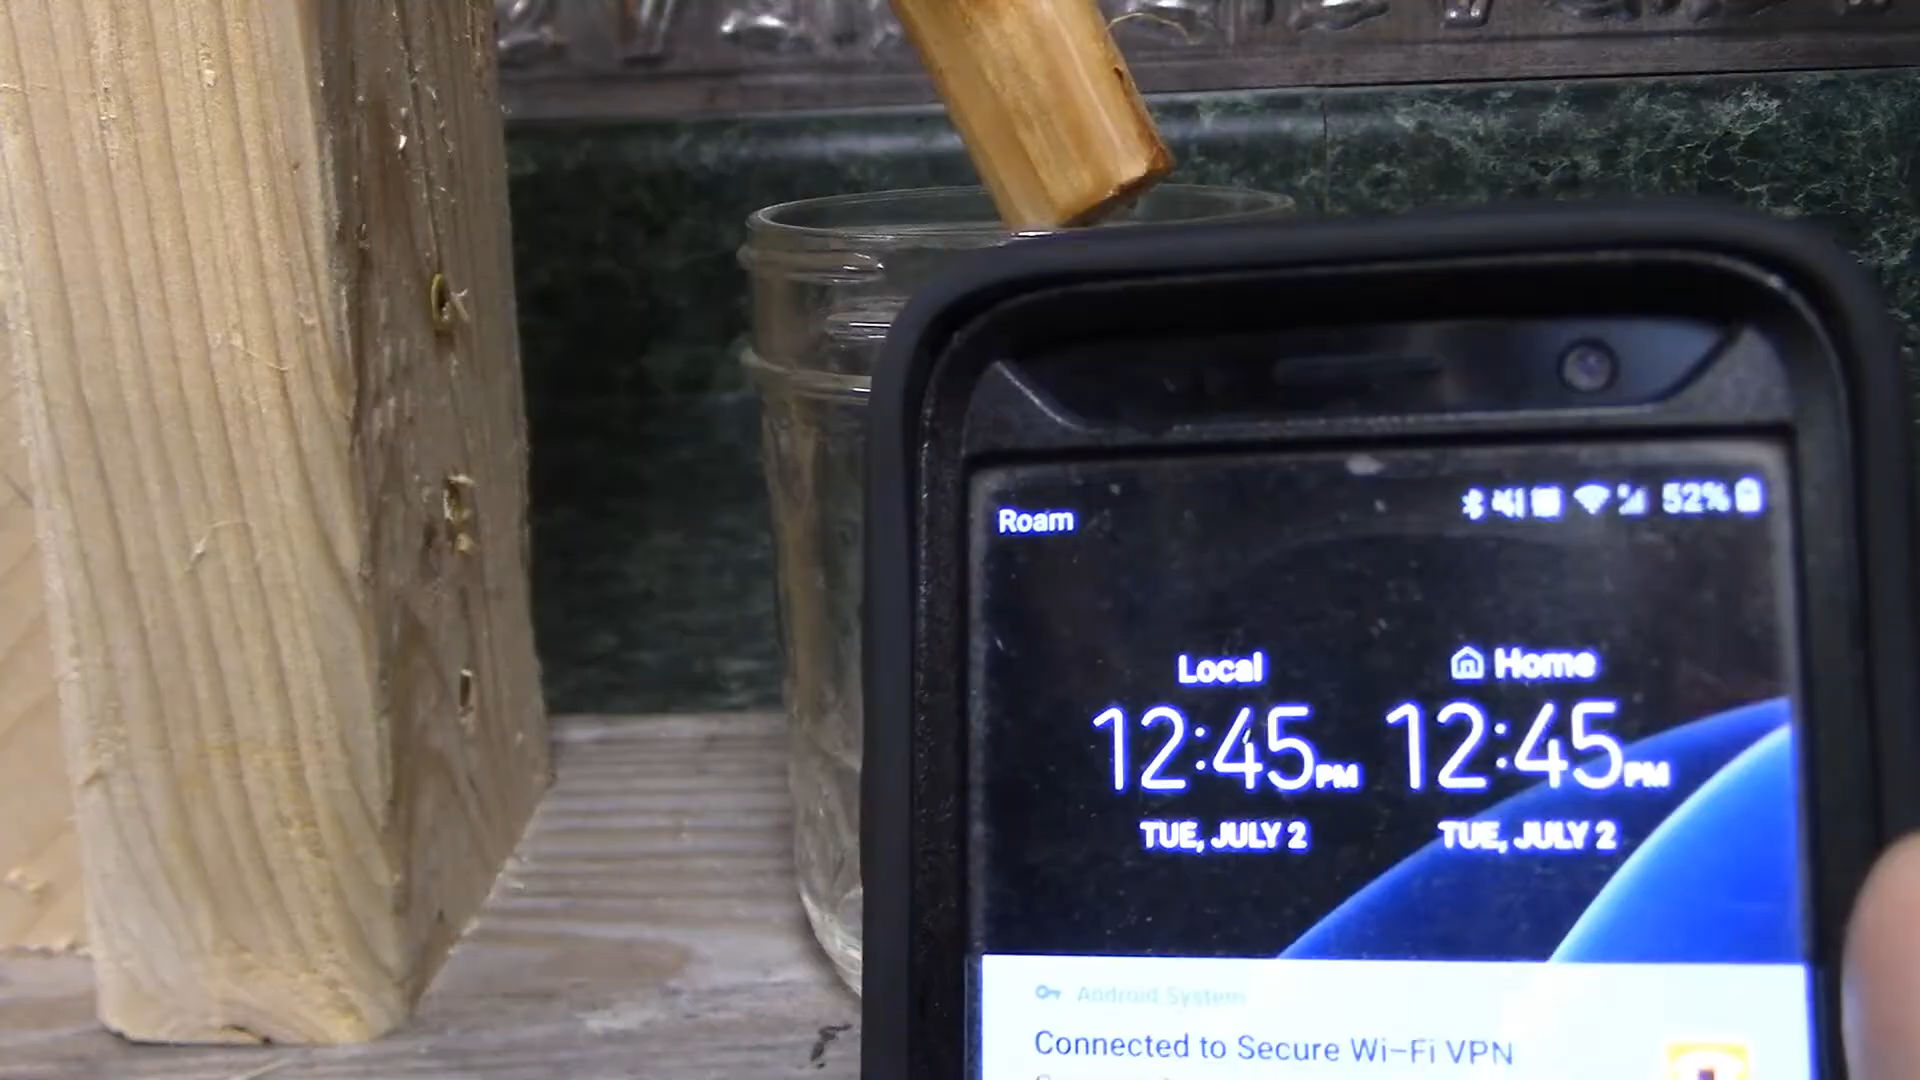 Roam 52%
Local Home
12:45PM 12:45PM
TUE, JULY 2 TUE, JULY 2
Android System
Connected to Secure Wi-Fi VPN